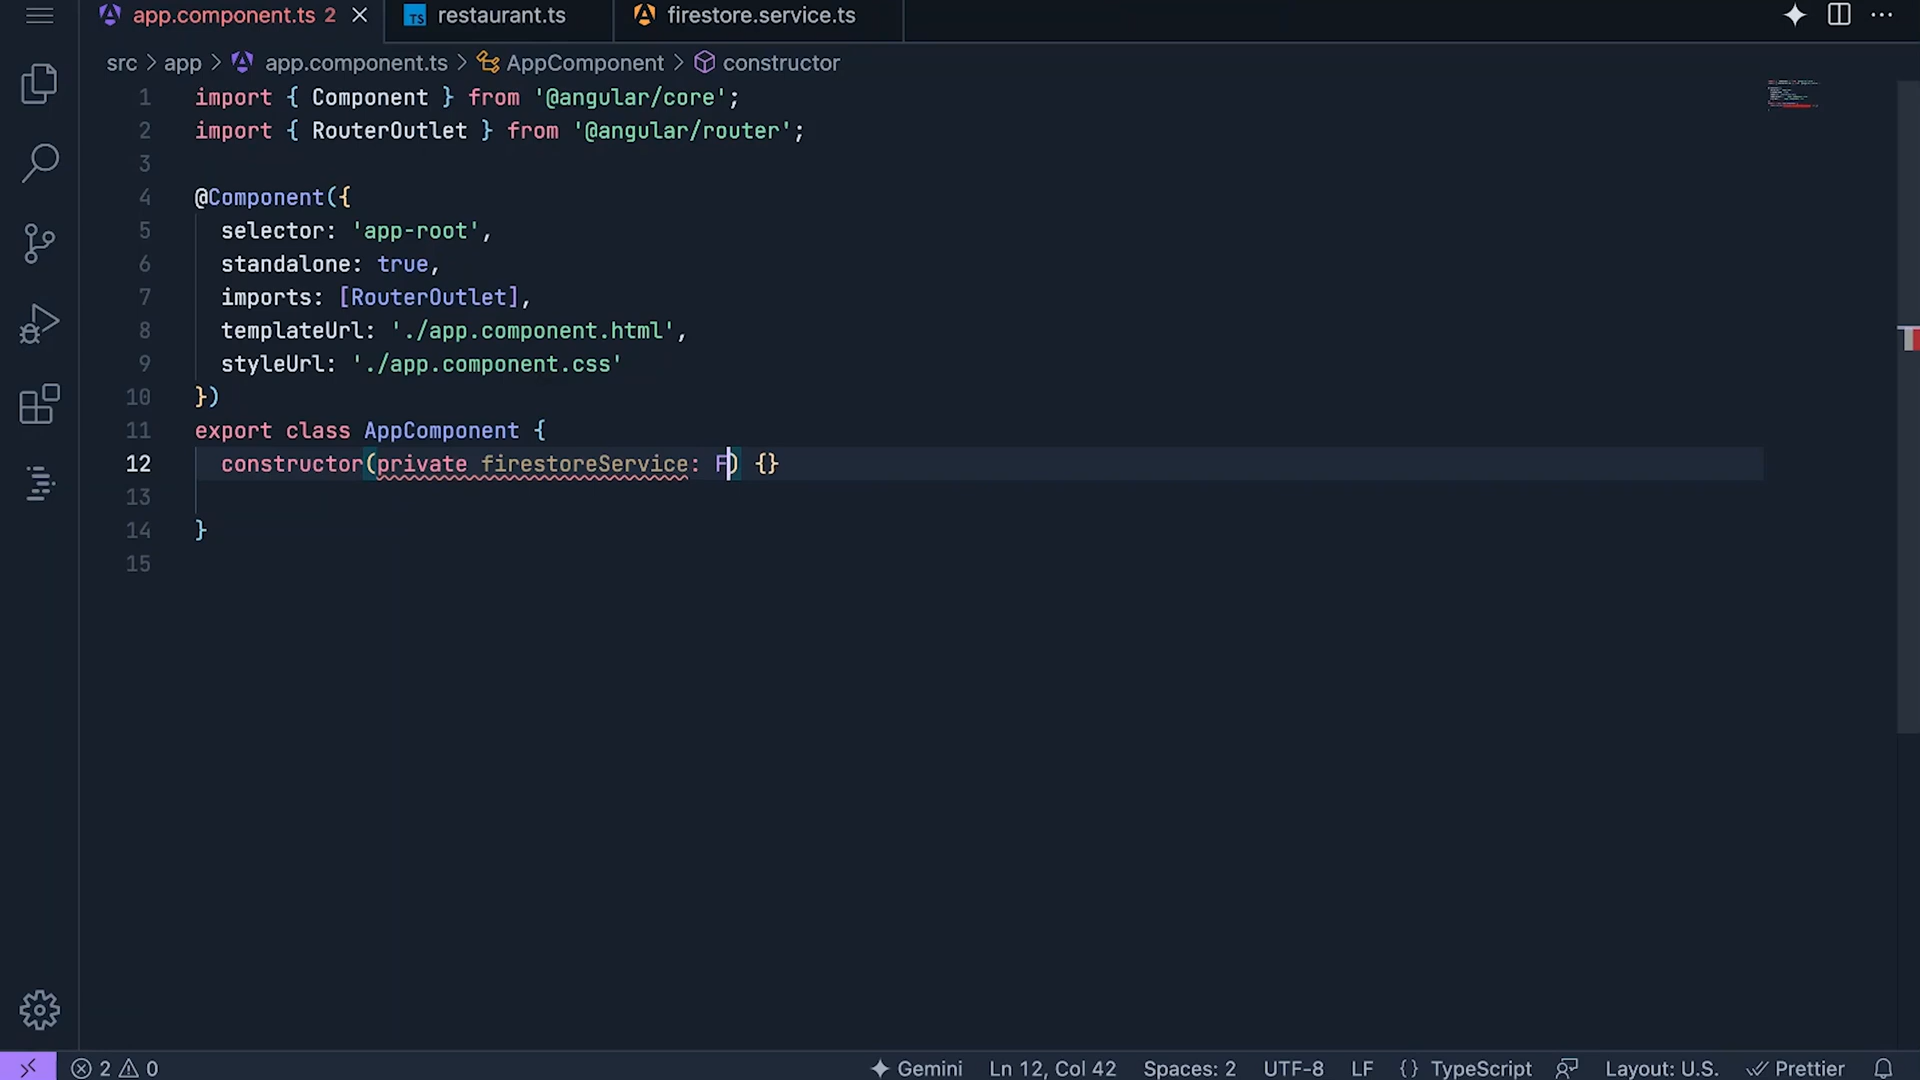 app.component.ts 2
restaurant.ts
firestore.service.ts
src > app > app.component.ts > AppComponent > constructor
1 import { Component } from '@angular/core';
2 import { RouterOutlet } from '@angular/router';
3
4 @Component({
5 selector: 'app-root',
6 standalone: true,
7 imports: [RouterOutlet],
8 templateUrl: './app.component.html',
9 styleUrl: './app.component.css'
10 })
11 export class AppComponent {
12 constructor(private firestoreService: F) {}
13
14 }
15
2 0
Gemini
Ln 12, Col 42
Spaces: 2
UTF-8
LF
{} TypeScript
Layout: U.S.
Prettier